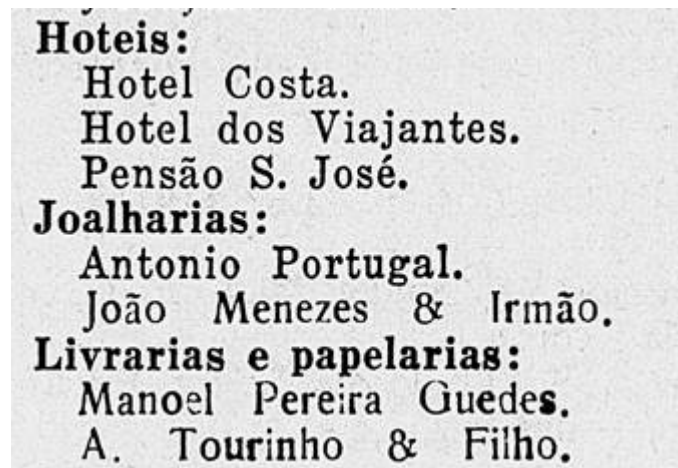 Hoteis:
Hotel Costa.
Hotel dos Viajantes.
Pensão S. José.
Joalharias:
Antonio Portugal.
João Menezes & Irmão.
Livrarias e papelarias:
Manoel Pereira Guedes.
A. Tourinho & Filho.